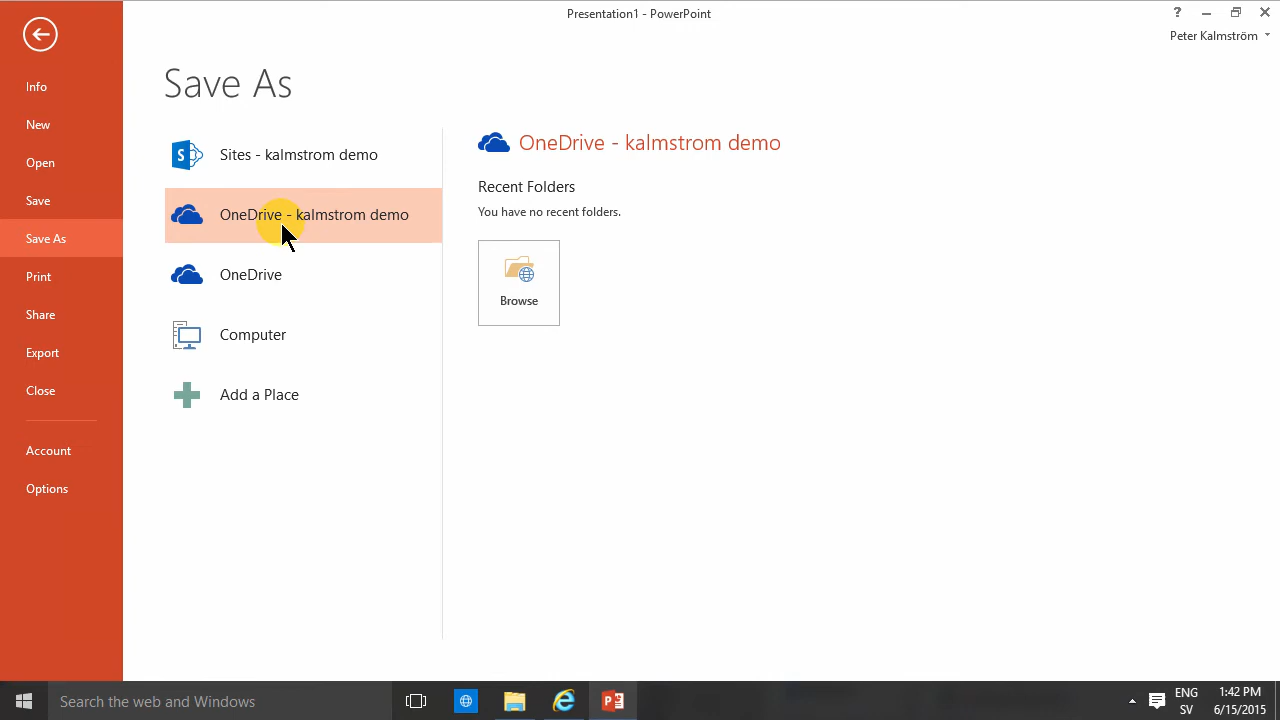 Presentation1 - PowerPoint
?
Peter Kalmström
Info
New
Open
Save
Save As
Print
Share
Export
Close
Account
Options
Save As
S
Sites - kalmstrom demo
OneDrive - kalmstrom demo
OneDrive
Computer
Add a Place
OneDrive - kalmstrom demo
Recent Folders
You have no recent folders.
Browse
Search the web and Windows
ENG
SV
1:42 PM
6/15/2015